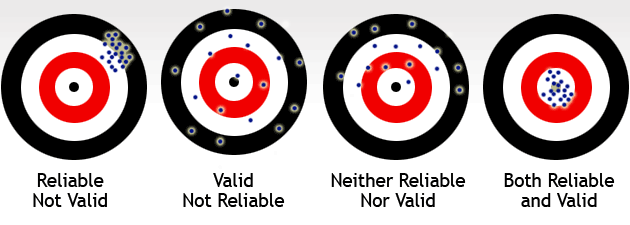 Reliable
Not Valid
Valid
Not Reliable
Neither Reliable
Nor Valid
Both Reliable
and Valid